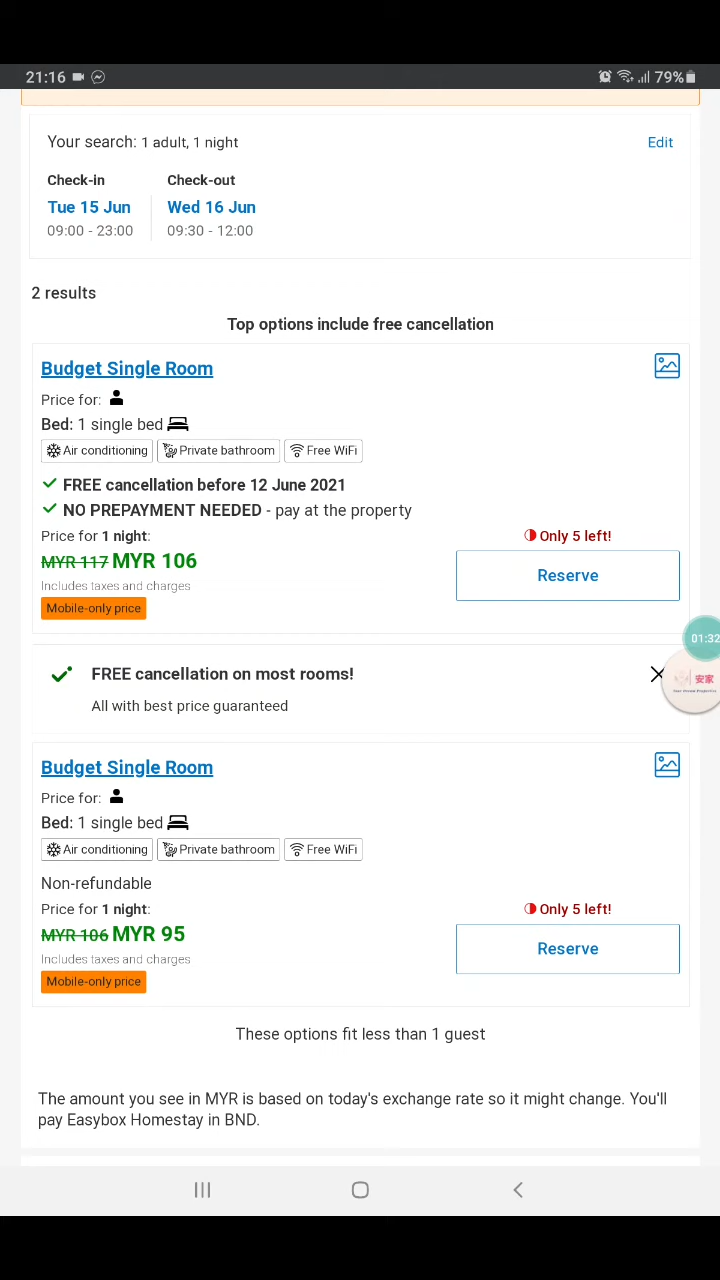 21:16 79%
Your search: 1 adult, 1 night Edit
Check-in Check-out
Tue 15 Jun Wed 16 Jun
09:00 - 23:00 09:30 - 12:00
2 results
Top options include free cancellation
Budget Single Room
Price for:
Bed: 1 single bed
Air conditioning Private bathroom Free WiFi
FREE cancellation before 12 June 2021
NO PREPAYMENT NEEDED - pay at the property
Price for 1 night: Only 5 left!
MYR 117 MYR 106
Includes taxes and charges Reserve
Mobile-only price
01:32
FREE cancellation on most rooms!
安家
All with best price guaranteed
Budget Single Room
Price for:
Bed: 1 single bed
Air conditioning Private bathroom Free WiFi
Non-refundable
Price for 1 night: Only 5 left!
MYR 106 MYR 95
Includes taxes and charges Reserve
Mobile-only price
These options fit less than 1 guest
The amount you see in MYR is based on today's exchange rate so it might change. You'll
pay Easybox Homestay in BND.